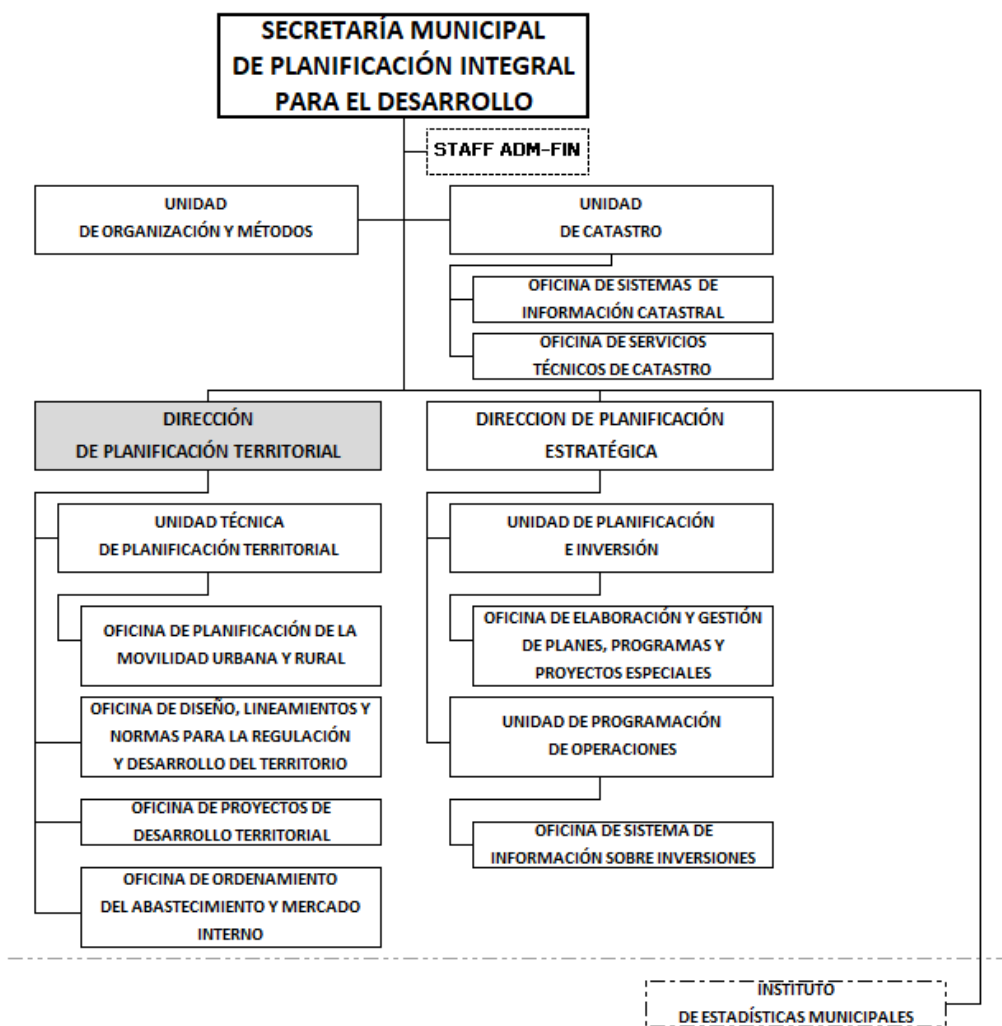 SECRETARÍA MUNICIPAL
DE PLANIFICACIÓN INTEGRAL
PARA EL DESARROLLO
STAFF ADM-FIN
UNIDAD
DE ORGANIZACIÓN Y MÉTODOS
UNIDAD
DE CATASTRO
OFICINA DE SISTEMAS DE
INFORMACIÓN CATASTRAL
OFICINA DE SERVICIOS
TÉCNICOS DE CATASTRO
DIRECCIÓN
DE PLANIFICACIÓN TERRITORIAL
UNIDAD TÉCNICA
DE PLANIFICACIÓN TERRITORIAL
OFICINA DE PLANIFICACIÓN DE LA
MOVILIDAD URBANA Y RURAL
OFICINA DE DISEÑO, LINEAMIENTOS Y
NORMAS PARA LA REGULACIÓN
Y DESARROLLO DEL TERRITORIO
OFICINA DE PROYECTOS DE
DESARROLLO TERRITORIAL
OFICINA DE ORDENAMIENTO
DEL ABASTECIMIENTO Y MERCADO
INTERNO
DIRECCION DE PLANIFICACIÓN
ESTRATÉGICA
UNIDAD DE PLANIFICACIÓN
E INVERSIÓN
OFICINA DE ELABORACIÓN Y GESTIÓN
DE PLANES, PROGRAMAS Y
PROYECTOS ESPECIALES
UNIDAD DE PROGRAMACIÓN
DE OPERACIONES
OFICINA DE SISTEMA DE
INFORMACIÓN SOBRE INVERSIONES
INSTITUTO
DE ESTADÍSTICAS MUNICIPALES